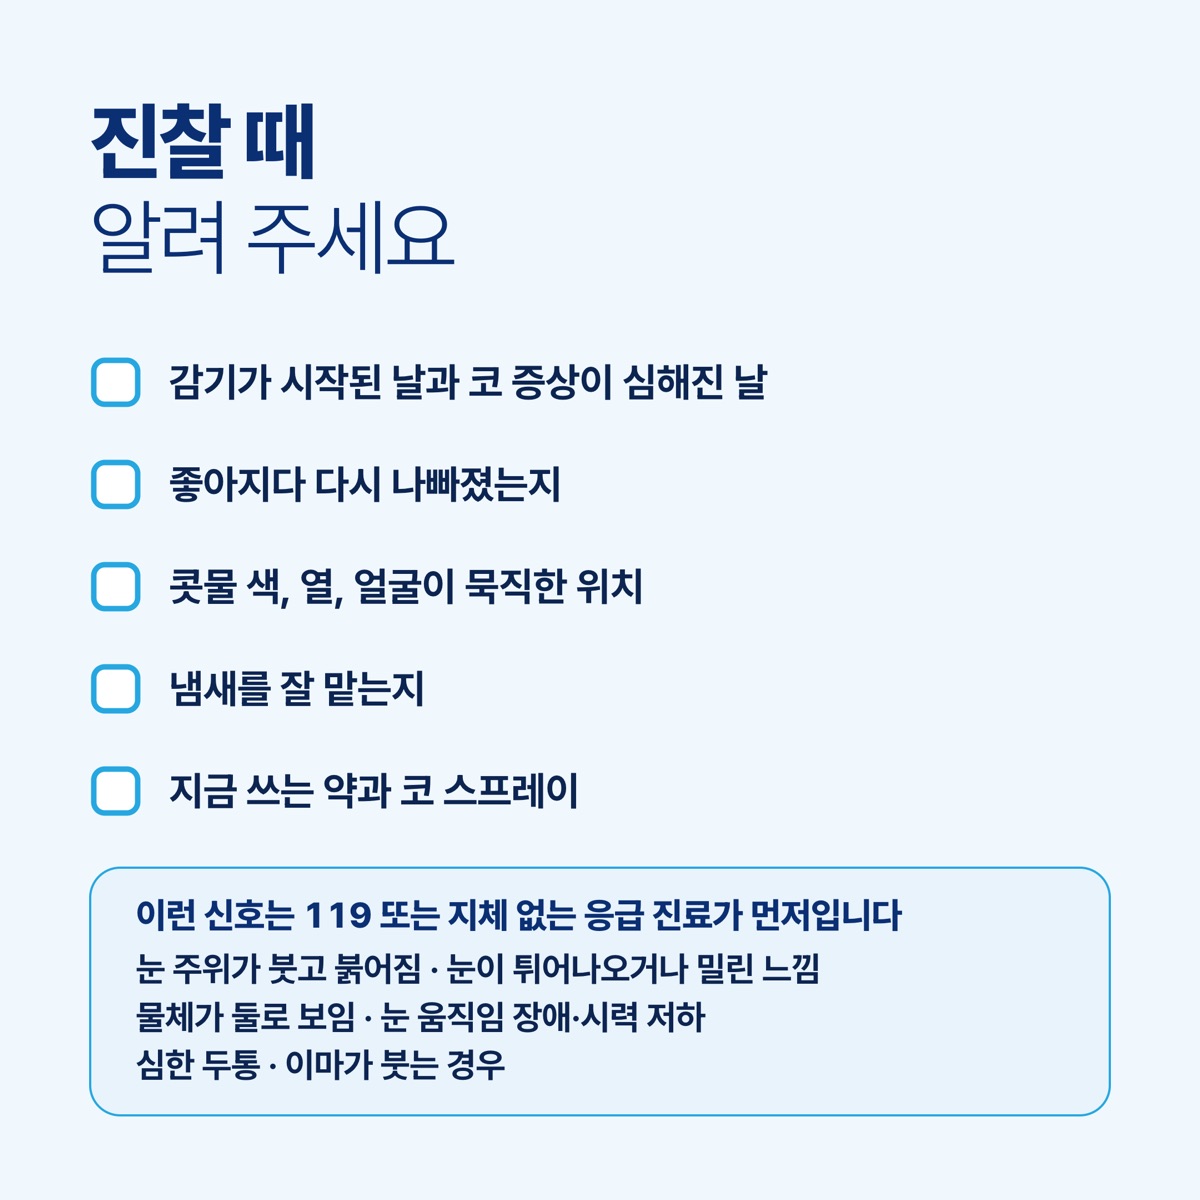 진찰 때
알려 주세요
감기가 시작된 날과 코 증상이 심해진 날
좋아지다 다시 나빠졌는지
콧물 색, 열, 얼굴이 묵직한 위치
냄새를 잘 맡는지
지금 쓰는 약과 코 스프레이
이런 신호는 119 또는 지체 없는 응급 진료가 먼저입니다
눈 주위가 붓고 붉어짐 · 눈이 튀어나오거나 밀린 느낌
물체가 둘로 보임 · 눈 움직임 장애·시력 저하
심한 두통 · 이마가 붓는 경우